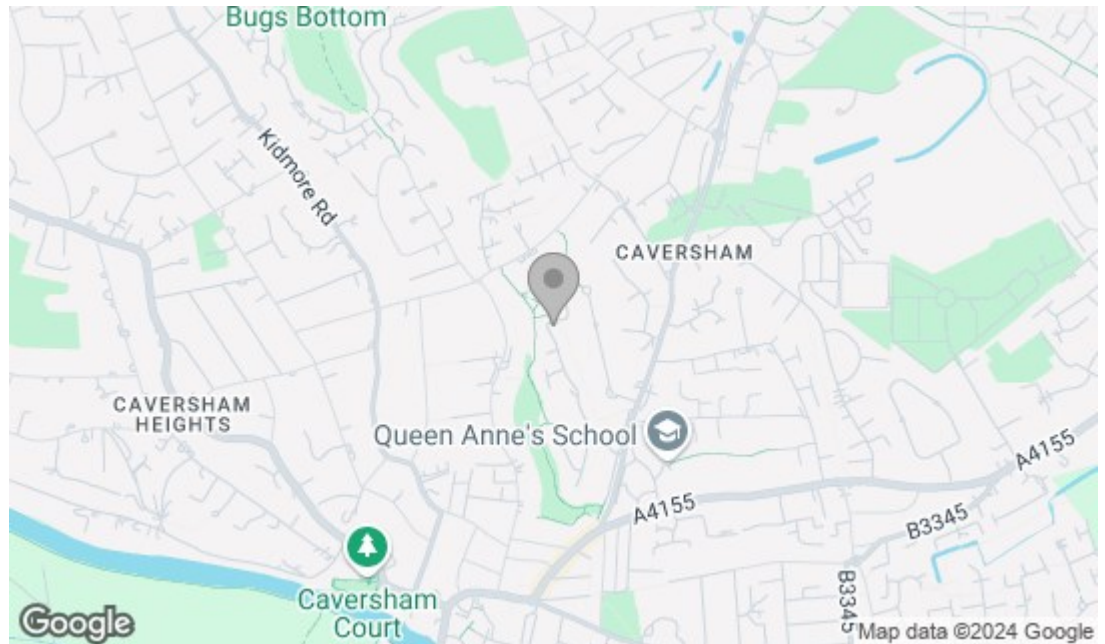 Bugs Bottom
Kidmore Rd
CAVERSHAM
CAVERSHAM
HEIGHTS
Queen Anne's School
A4155
A4155
B3345
B3345
Caversham
Court
Google
Map data ©2024 Google